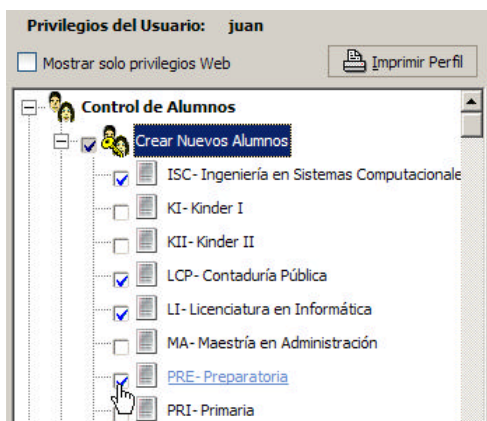 Privilegios del Usuario: juan
Mostrar solo privilegios Web
Imprimir Perfil
Control de Alumnos
Crear Nuevos Alumnos
ISC- Ingeniería en Sistemas Computacionale
KI- Kinder I
KII- Kinder II
LCP- Contaduría Pública
LI- Licenciatura en Informática
MA- Maestría en Administración
PRE- Preparatoria
PRI- Primaria